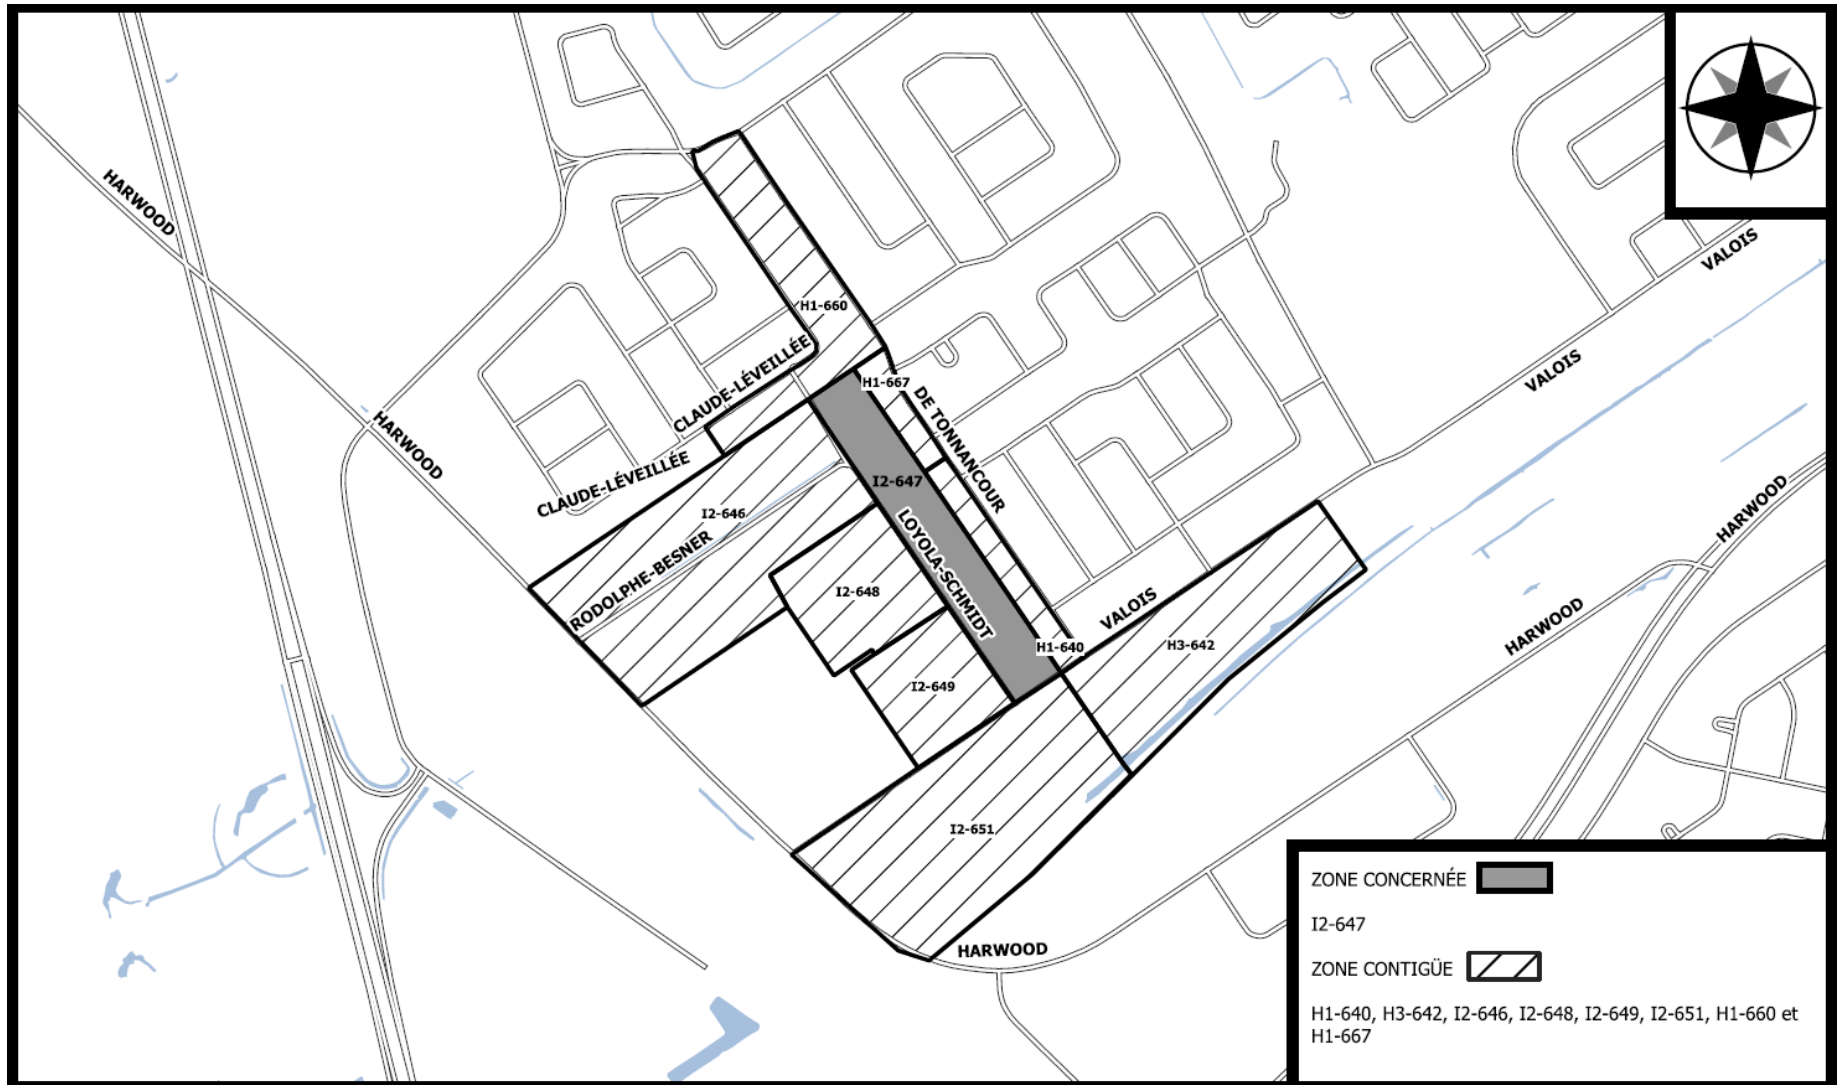 HARWOOD
VALOIS
H1-660
CLAUDE-LÉVEILLÉE
VALOIS
H1-667
DE TONNANCOUR
HARWOOD
CLAUDE-LÉVEILLÉE
I2-647
I2-646
HARWOOD
LOYOLA-SCHMIDT
RODOLPHE-BESNER
I2-648
VALOIS
HARWOOD
H1-640
H3-642
I2-649
I2-651
HARWOOD
ZONE CONCERNÉE
I2-647
ZONE CONTIGÜE
H1-640, H3-642, I2-646, I2-648, I2-649, I2-651, H1-660 et
H1-667